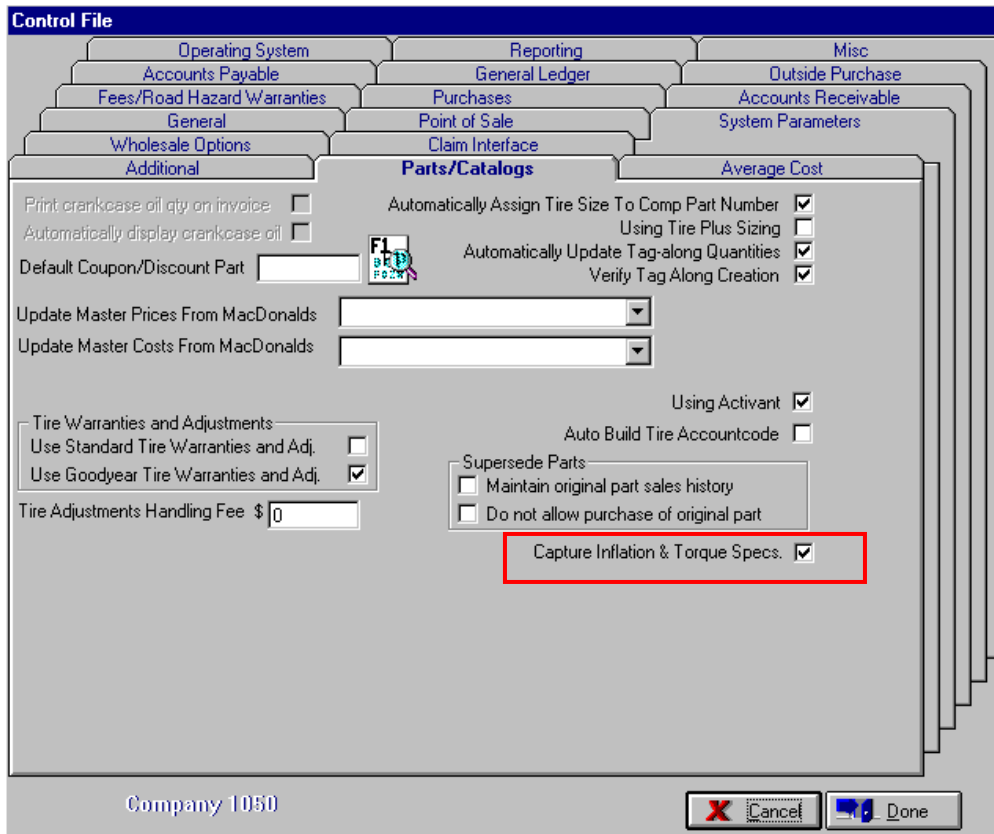 Control File
Operating System Reporting Misc
Accounts Payable General Ledger Outside Purchase
Fees/Road Hazard Warranties Purchases Accounts Receivable
General Point of Sale System Parameters
Wholesale Options Claim Interface
Additional Parts/Catalogs Average Cost
Print crankcase oil qty on invoice
Automatically display crankcase oil
Default Coupon/Discount Part
F1
Automatically Assign Tire Size To Comp Part Number
Using Tire Plus Sizing
Automatically Update Tag-along Quantities
Verify Tag Along Creation
Update Master Prices From MacDonalds
Update Master Costs From MacDonalds
Using Activant
Auto Build Tire Accountcode
Tire Warranties and Adjustments
Use Standard Tire Warranties and Adj.
Use Goodyear Tire Warranties and Adj.
Tire Adjustments Handling Fee $ 0
Supersede Parts
Maintain original part sales history
Do not allow purchase of original part
Capture Inflation & Torque Specs.
Company 1050
Cancel Done